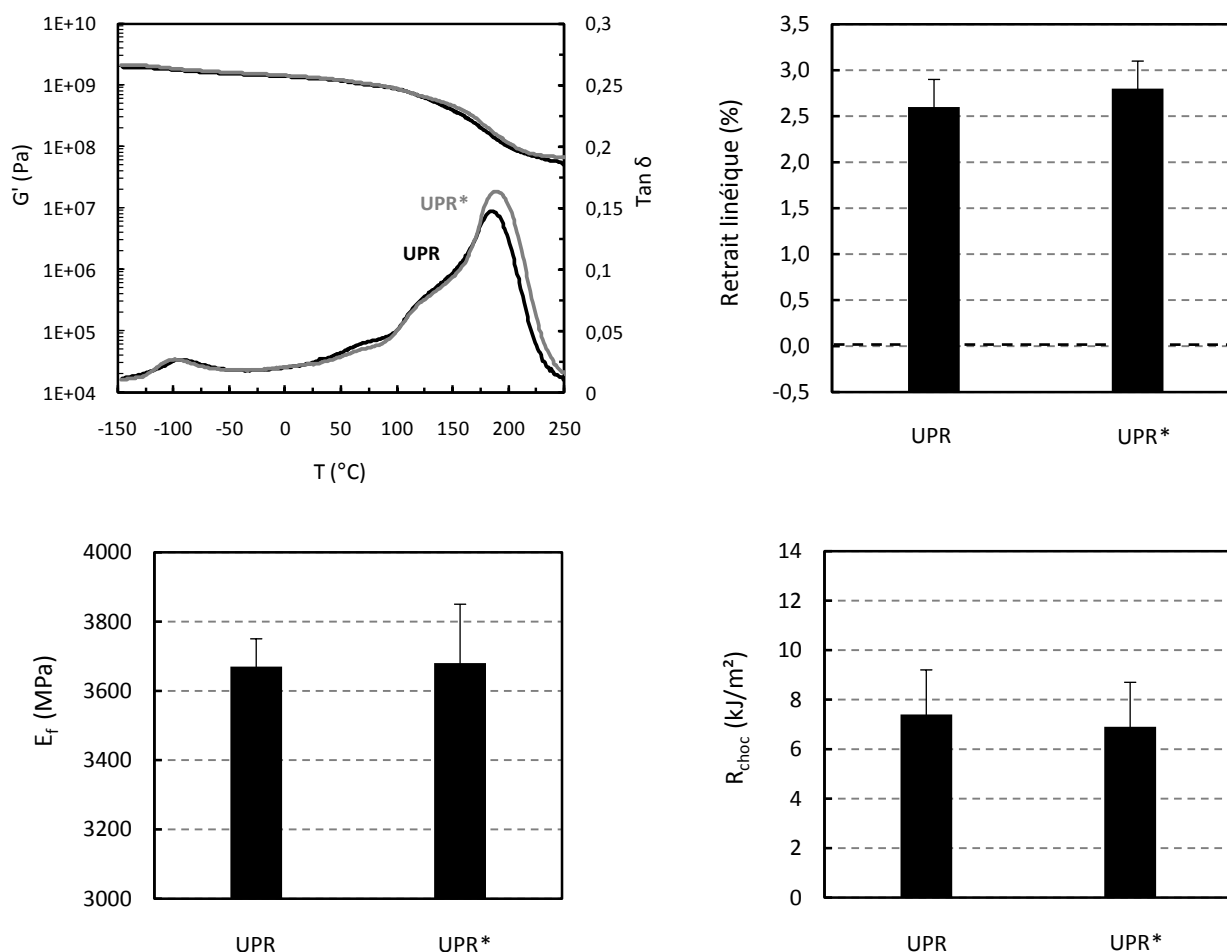 1E+10
1E+09
1E+08
1E+07
1E+06
1E+05
1E+04
G' (Pa)
0,3
0,25
0,2
0,15
0,1
0,05
0
Tan δ
UPR*
UPR
-150 -100 -50 0 50 100 150 200 250
T (°C)
3,5
3,0
2,5
2,0
1,5
1,0
0,5
0,0
-0,5
Retrait linéique (%)
UPR UPR*
4000
3800
3600
3400
3200
3000
Ef (MPa)
UPR UPR*
14
12
10
8
6
4
2
0
Rchoc (kJ/m²)
UPR UPR*